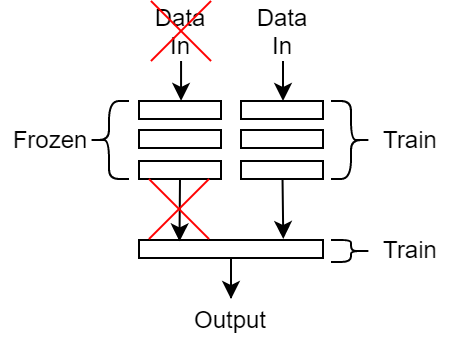 Data
In
Data
In
Frozen
Train
Train
Output